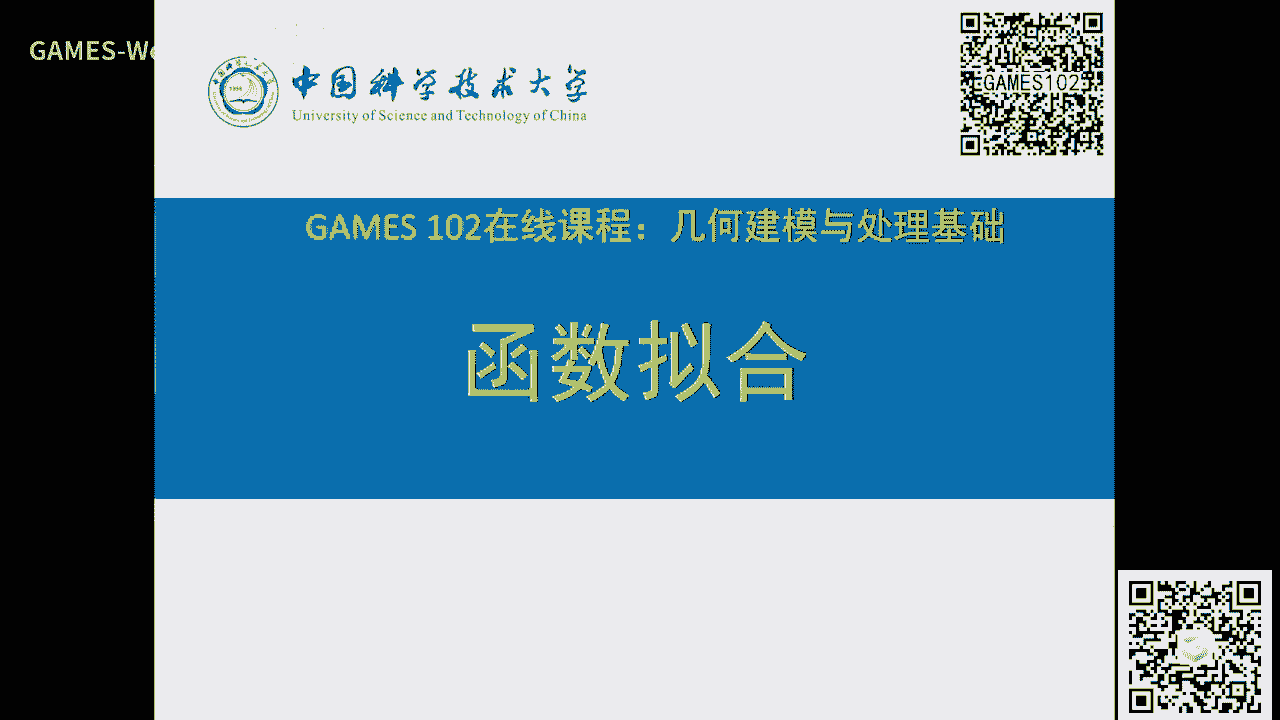 GAMES-We
中国科学技术大学
University of Science and Technology of China
GAMES102
GAMES 102在线课程：几何建模与处理基础
函数拟合